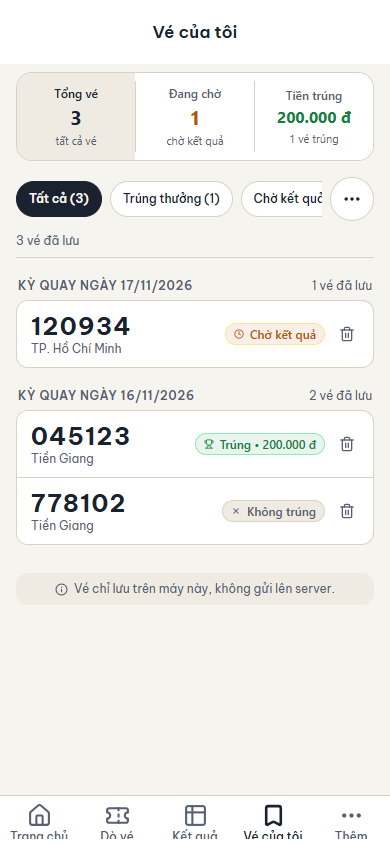 Vé của tôi
Tổng vé
3
tất cả vé
Đang chờ
1
chờ kết quả
Tiền trúng
200.000 đ
1 vé trúng
Tất cả (3)
Trúng thưởng (1)
Chờ kết quả
3 vé đã lưu
KỲ QUAY NGÀY 17/11/2026
1 vé đã lưu
120934
TP. Hồ Chí Minh
Chờ kết quả
KỲ QUAY NGÀY 16/11/2026
2 vé đã lưu
045123
Tiền Giang
Trúng • 200.000 đ
778102
Tiền Giang
Không trúng
Vé chỉ lưu trên máy này, không gửi lên server.
Trang chủ
Dò vé
Kết quả
Vé của tôi
Thêm